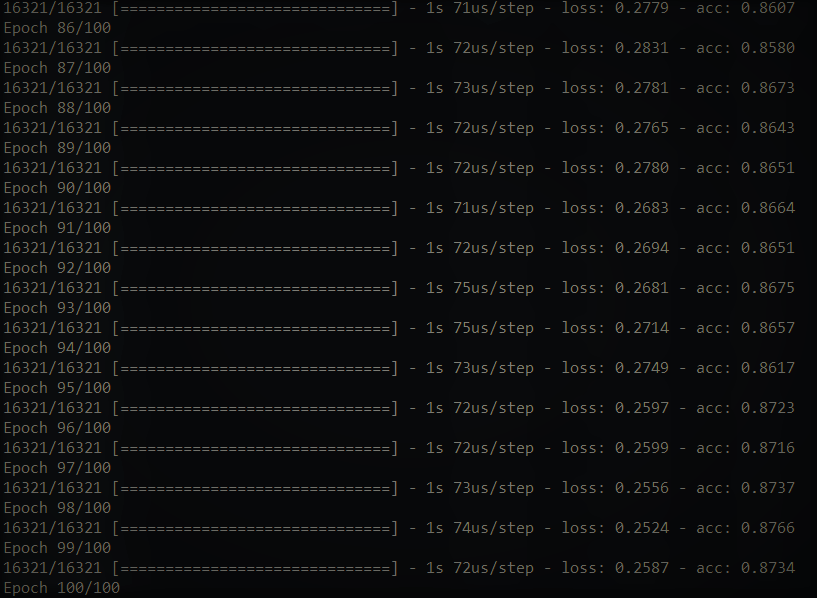 16321/16321 [==============================] - 1s 71us/step - loss: 0.2779 - acc: 0.8607
Epoch 86/100
16321/16321 [==============================] - 1s 72us/step - loss: 0.2831 - acc: 0.8580
Epoch 87/100
16321/16321 [==============================] - 1s 73us/step - loss: 0.2781 - acc: 0.8673
Epoch 88/100
16321/16321 [==============================] - 1s 72us/step - loss: 0.2765 - acc: 0.8643
Epoch 89/100
16321/16321 [==============================] - 1s 72us/step - loss: 0.2780 - acc: 0.8651
Epoch 90/100
16321/16321 [==============================] - 1s 71us/step - loss: 0.2683 - acc: 0.8664
Epoch 91/100
16321/16321 [==============================] - 1s 72us/step - loss: 0.2694 - acc: 0.8651
Epoch 92/100
16321/16321 [==============================] - 1s 75us/step - loss: 0.2681 - acc: 0.8675
Epoch 93/100
16321/16321 [==============================] - 1s 75us/step - loss: 0.2714 - acc: 0.8657
Epoch 94/100
16321/16321 [==============================] - 1s 73us/step - loss: 0.2749 - acc: 0.8617
Epoch 95/100
16321/16321 [==============================] - 1s 72us/step - loss: 0.2597 - acc: 0.8723
Epoch 96/100
16321/16321 [==============================] - 1s 72us/step - loss: 0.2599 - acc: 0.8716
Epoch 97/100
16321/16321 [==============================] - 1s 73us/step - loss: 0.2556 - acc: 0.8737
Epoch 98/100
16321/16321 [==============================] - 1s 74us/step - loss: 0.2524 - acc: 0.8766
Epoch 99/100
16321/16321 [==============================] - 1s 72us/step - loss: 0.2587 - acc: 0.8734
Epoch 100/100